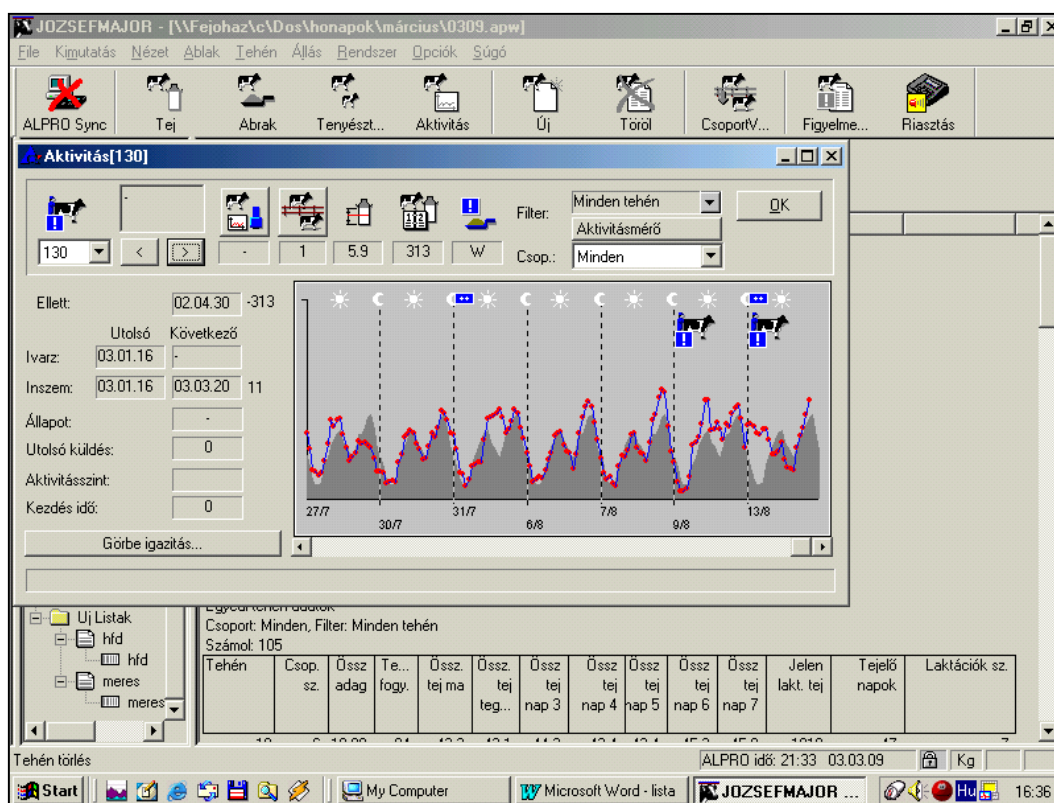 JOZSEFMAJOR - [\\Fejohaz\c\Dos\honapok\március\0309.apw]
File Kimutatás Nézet Ablak Tehén Állás Rendszer Opciók Súgó
ALPRO Sync Tej Abrak Tenyészt... Aktivitás Új Töröl CsoportV... Figyelme... Riasztás
Aktivitás[130]
-
Filter: Minden tehén OK
Aktivitásmérő
130 < > - 1 5.9 313 W Csop.: Minden
Ellett: 02.04.30 -313
Utolsó Következő
Ivarz: 03.01.16 -
Inszem: 03.01.16 03.03.20 11
Állapot: -
Utolsó küldés: 0
Aktivitásszint:
Kezdés idő: 0
27/7 30/7 31/7 6/8 7/8 9/8 13/8
Görbe igazitás...
Egyedi tehén adatok
Uj Listak
hfd
hfd
meres
meres
Csoport: Minden, Filter: Minden tehén
Számol: 105
Tehén Csop. sz. Össz adag Te... fogy. Össz. tej ma Össz. tej teg... Össz tej nap 3 Össz tej nap 4 Össz tej nap 5 Össz tej nap 6 Össz tej nap 7 Jelen lakt. tej Tejelő napok Laktációk sz.
Tehén törlés ALPRO idő: 21:33 03.03.09 Kg
Start My Computer Microsoft Word - lista JOZSEFMAJOR ... Hu 16:36